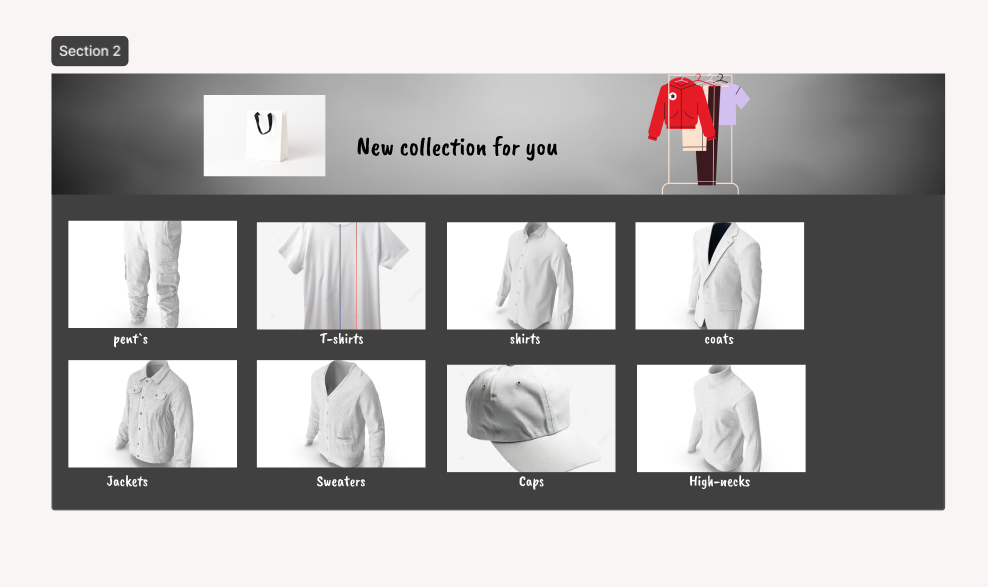 Section 2
New collection for you
pent`s
T-shirts
shirts
coats
Jackets
Sweaters
Caps
High-necks